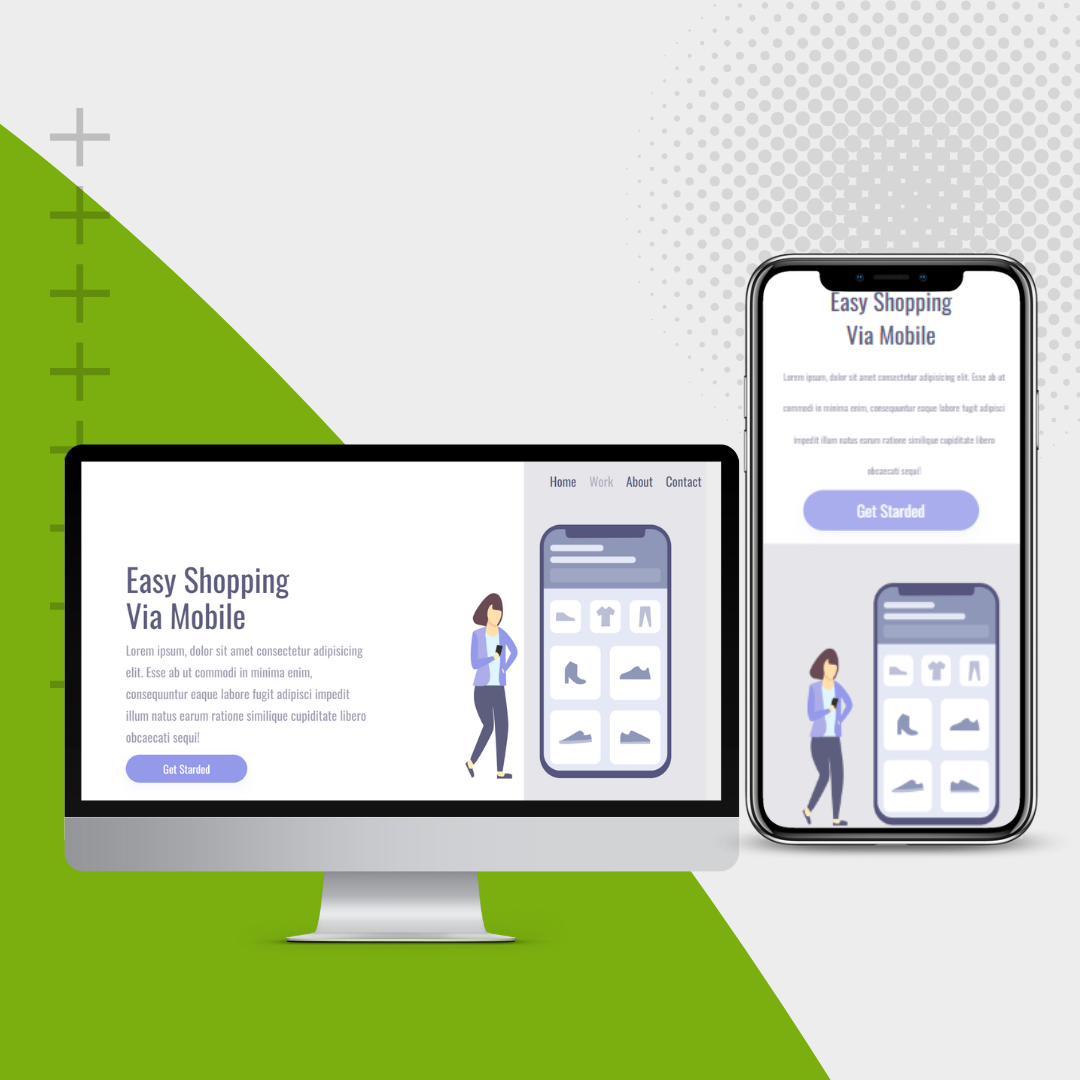 Home Work About Contact
Easy Shopping
Via Mobile
Lorem ipsum, dolor sit amet consectetur adipisicing
elit. Esse ab ut commodi in minima enim,
consequuntur eaque labore fugit adipisci impedit
illum natus earum ratione similique cupiditate libero
obcaecati sequi!
Get Starded
Easy Shopping
Via Mobile
Lorem ipsum, dolor sit amet consectetur adipisicing elit. Esse ab ut
commodi in minima enim, consequuntur eaque labore fugit adipisci
impedit illum natus earum ratione similique cupiditate libero
obcaecati sequi!
Get Starded